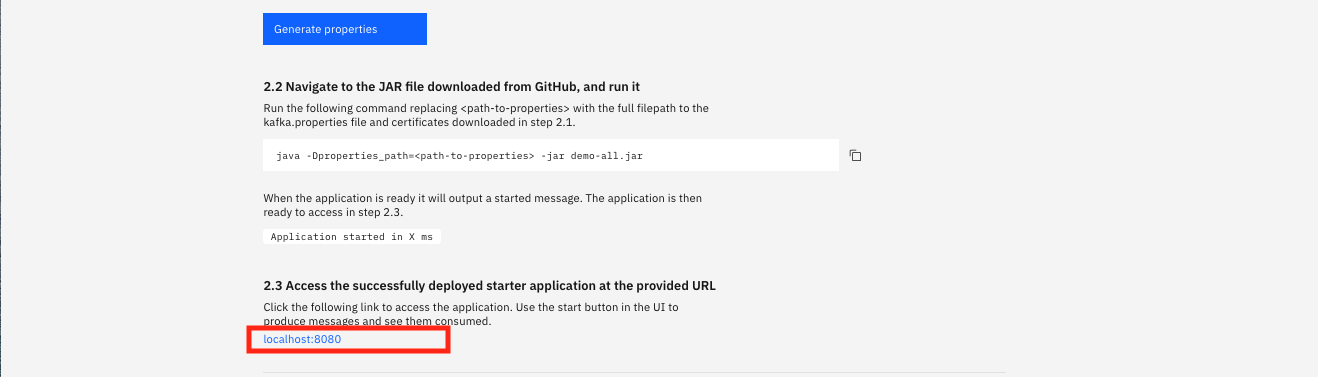 Generate properties
2.2 Navigate to the JAR file downloaded from GitHub, and run it
Run the following command replacing <path-to-properties> with the full filepath to the
kafka.properties file and certificates downloaded in step 2.1.
java -Dproperties_path=<path-to-properties> -jar demo-all.jar
When the application is ready it will output a started message. The application is then
ready to access in step 2.3.
Application started in X ms
2.3 Access the successfully deployed starter application at the provided URL
Click the following link to access the application. Use the start button in the UI to
produce messages and see them consumed.
localhost:8080